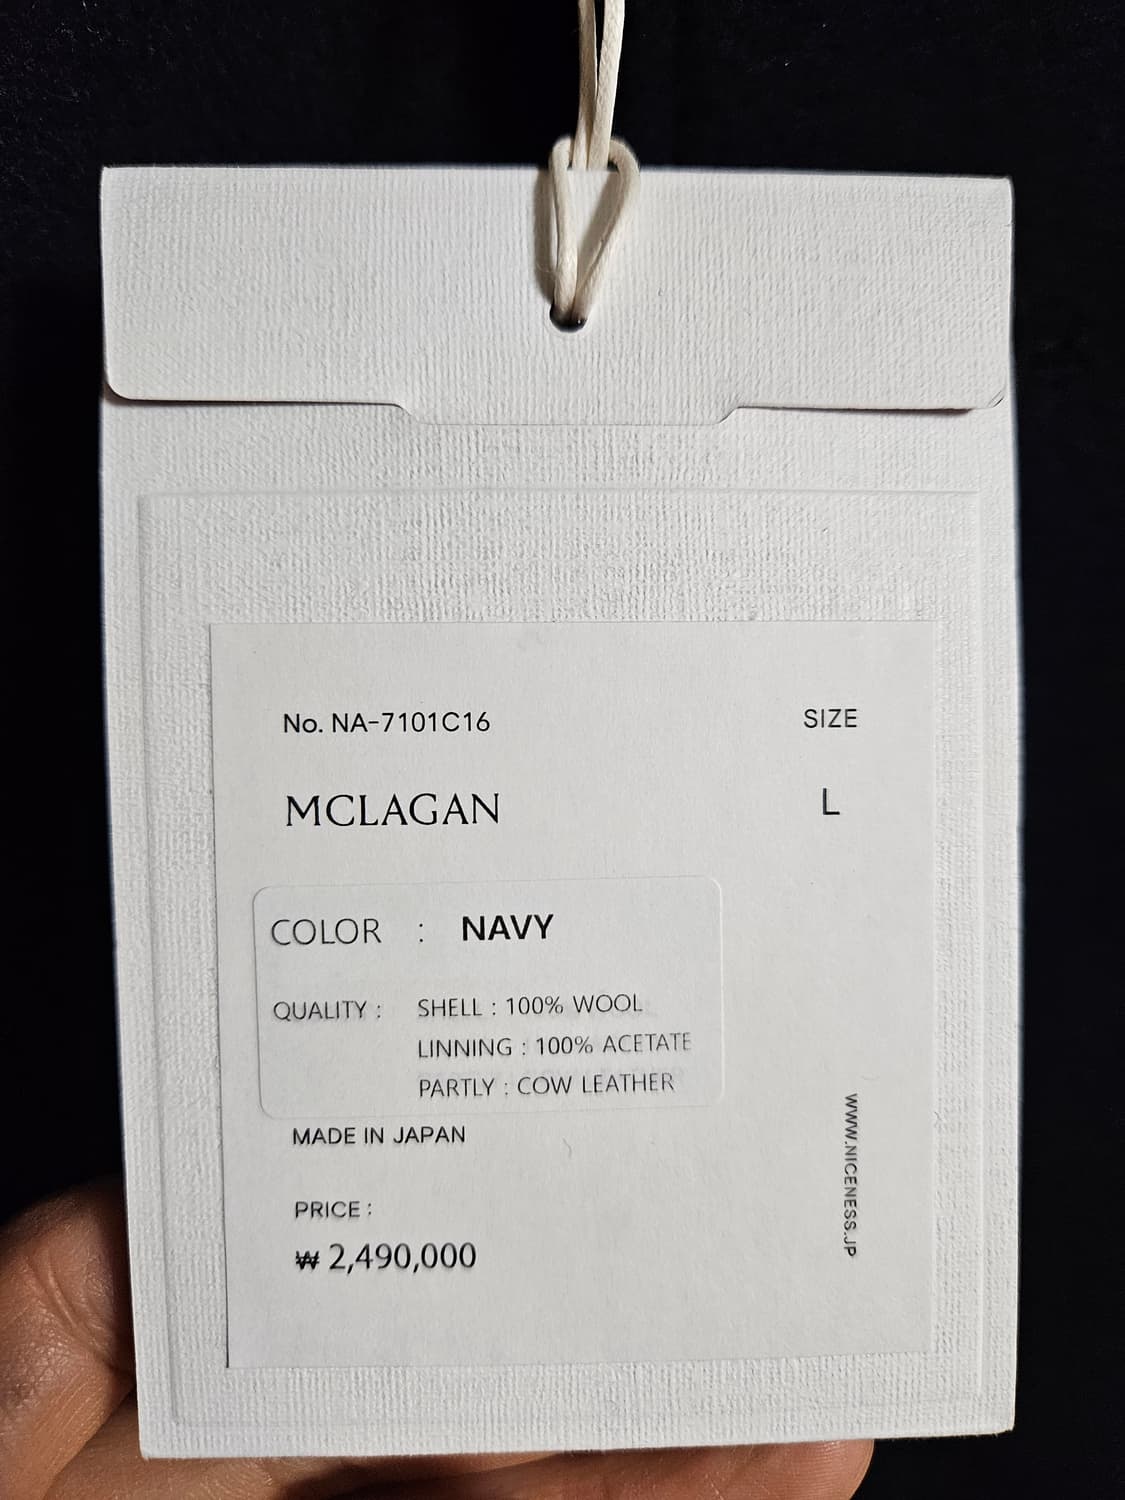 No. NA-7101C16
SIZE
MCLAGAN
L
COLOR : NAVY
QUALITY : SHELL : 100% WOOL
LINNING : 100% ACETATE
PARTLY : COW LEATHER
MADE IN JAPAN
PRICE :
₩ 2,490,000
WWW.NICENESS.JP